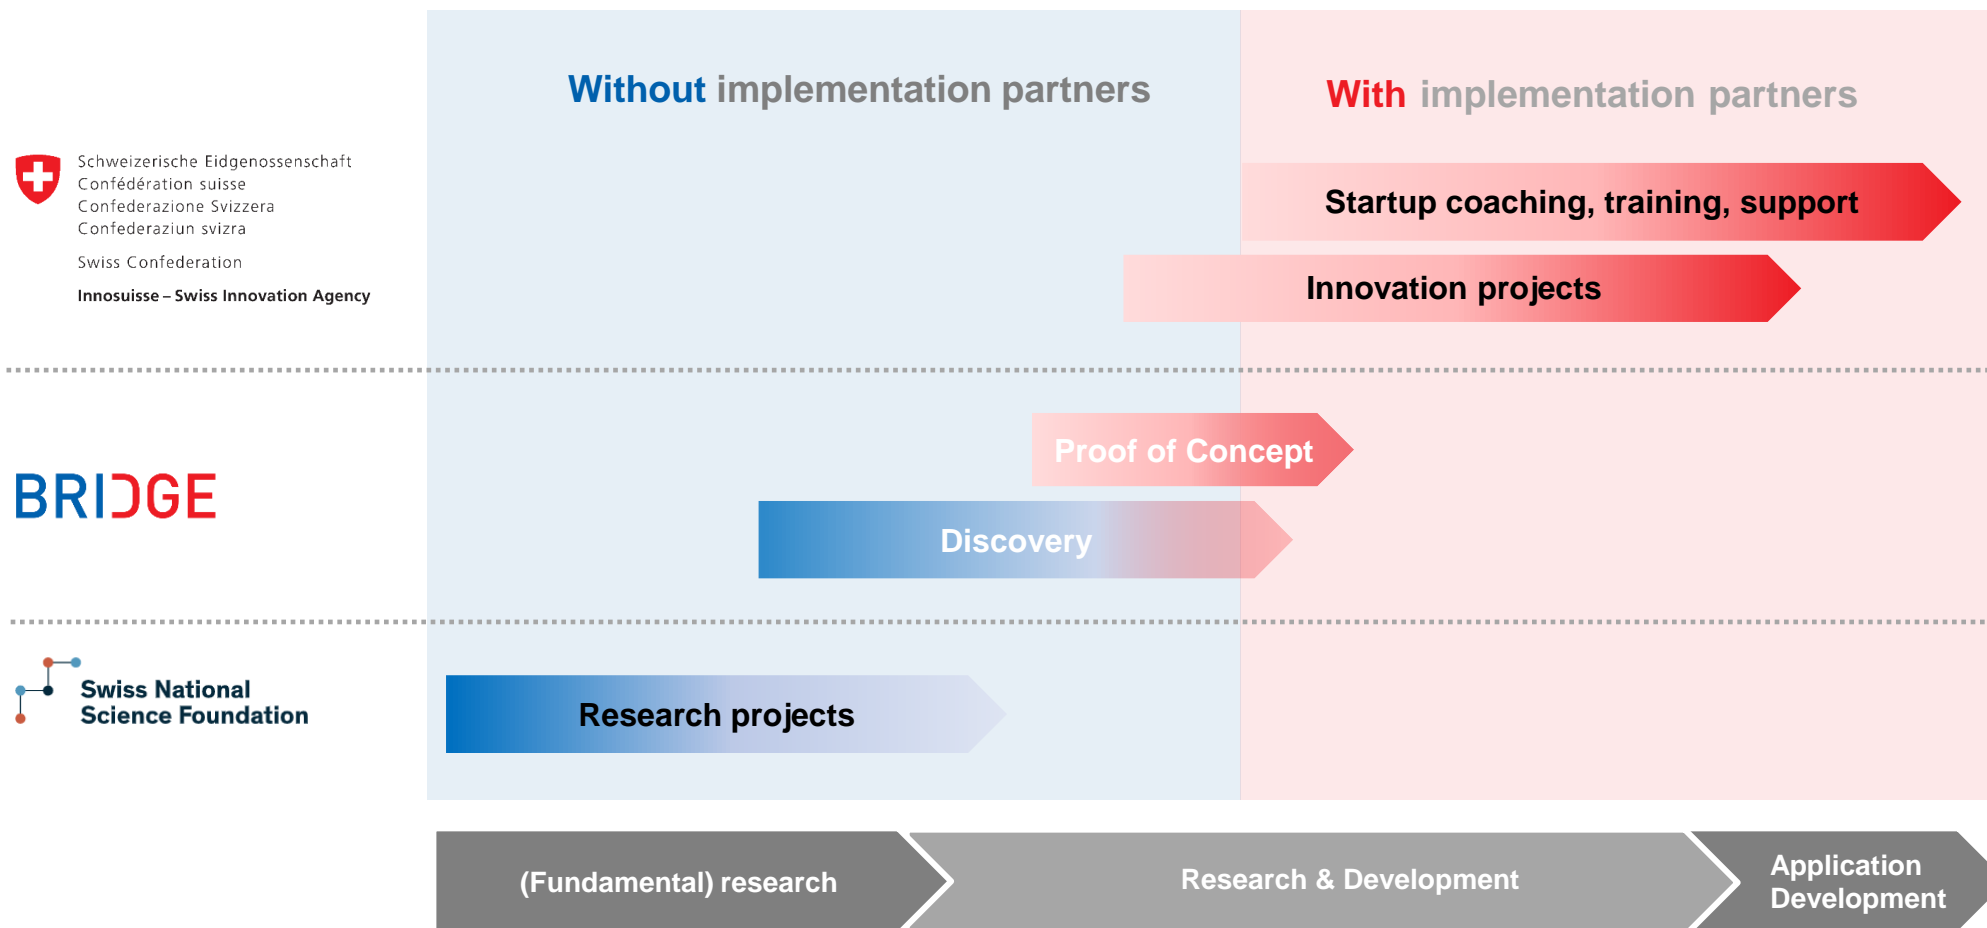 Without implementation partners
With implementation partners
Schweizerische Eidgenossenschaft
Confédération suisse
Confederazione Svizzera
Confederaziun svizra
Swiss Confederation
Innosuisse – Swiss Innovation Agency
Startup coaching, training, support
Innovation projects
BRIDGE
Proof of Concept
Discovery
Swiss National
Science Foundation
Research projects
(Fundamental) research
Research & Development
Application
Development